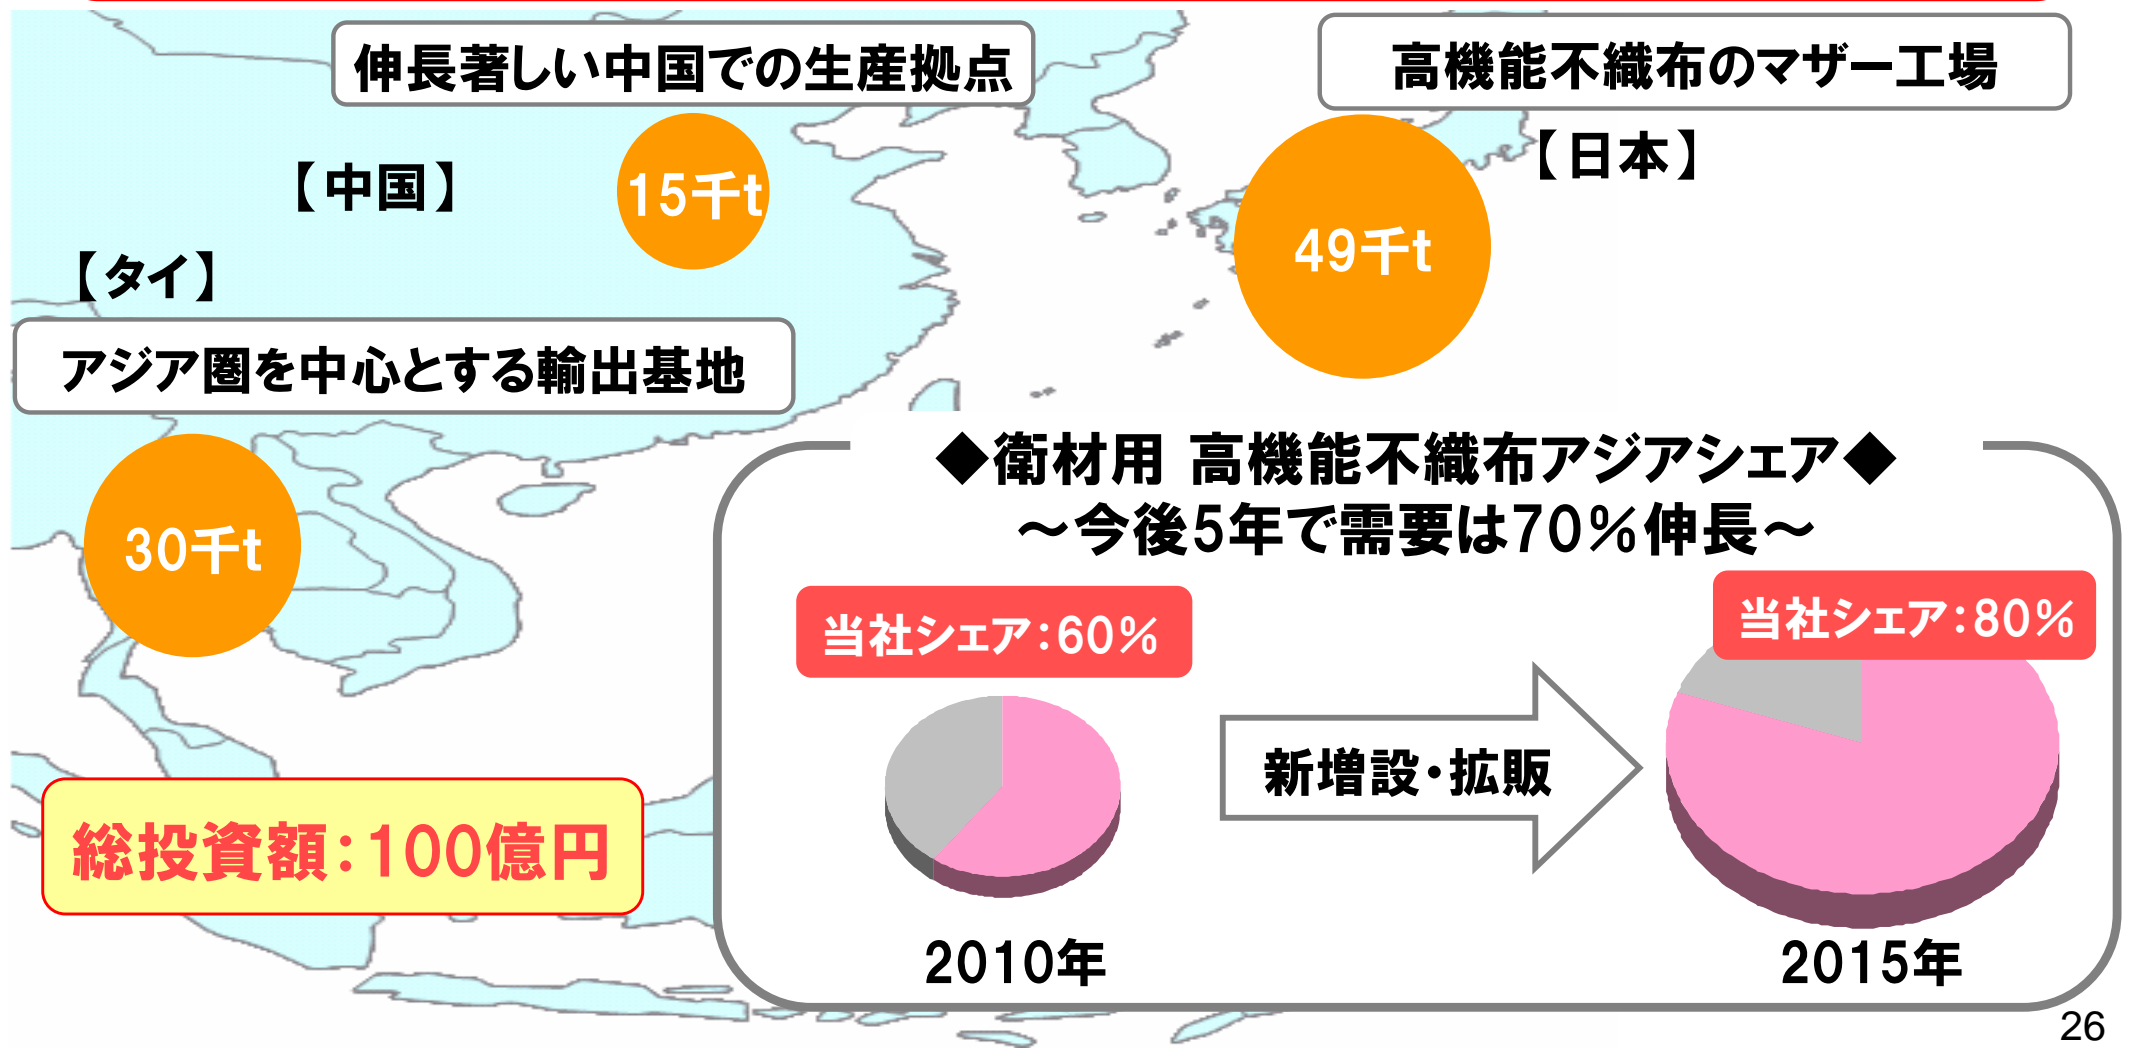 伸長著しい中国での生産拠点
高機能不織布のマザー工場
【中国】
15千t
【日本】
49千t
【タイ】
アジア圏を中心とする輸出基地
30千t
◆衛材用 高機能不織布アジアシェア◆
～今後5年で需要は70%伸長～
当社シェア：60%
当社シェア：80%
新増設・拡販
総投資額：100億円
2010年
2015年
26